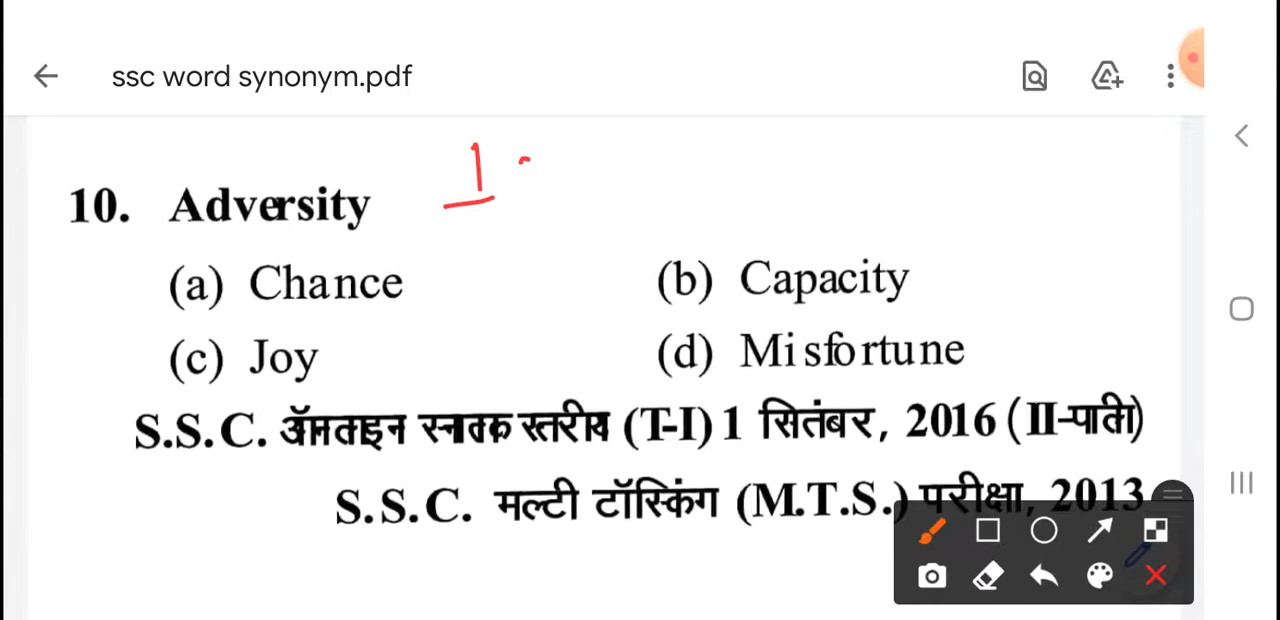 ssc word synonym.pdf
1
10. Adversity
(a) Chance (b) Capacity
(c) Joy (d) Misfortune
S.S.C. ऑनलाइन स्नातक स्तरीय (T-I) 1 सितंबर, 2016 (II-पाली)
S.S.C. मल्टी टॉस्किंग (M.T.S.) परीक्षा, 2013